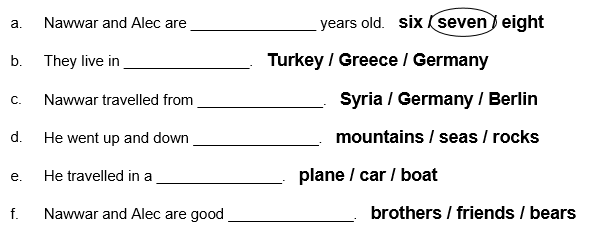 a. Nawwar and Alec are _______________ years old. six / seven / eight
b. They live in _______________. Turkey / Greece / Germany
c. Nawwar travelled from _______________. Syria / Germany / Berlin
d. He went up and down _______________. mountains / seas / rocks
e. He travelled in a _______________. plane / car / boat
f. Nawwar and Alec are good _______________. brothers / friends / bears